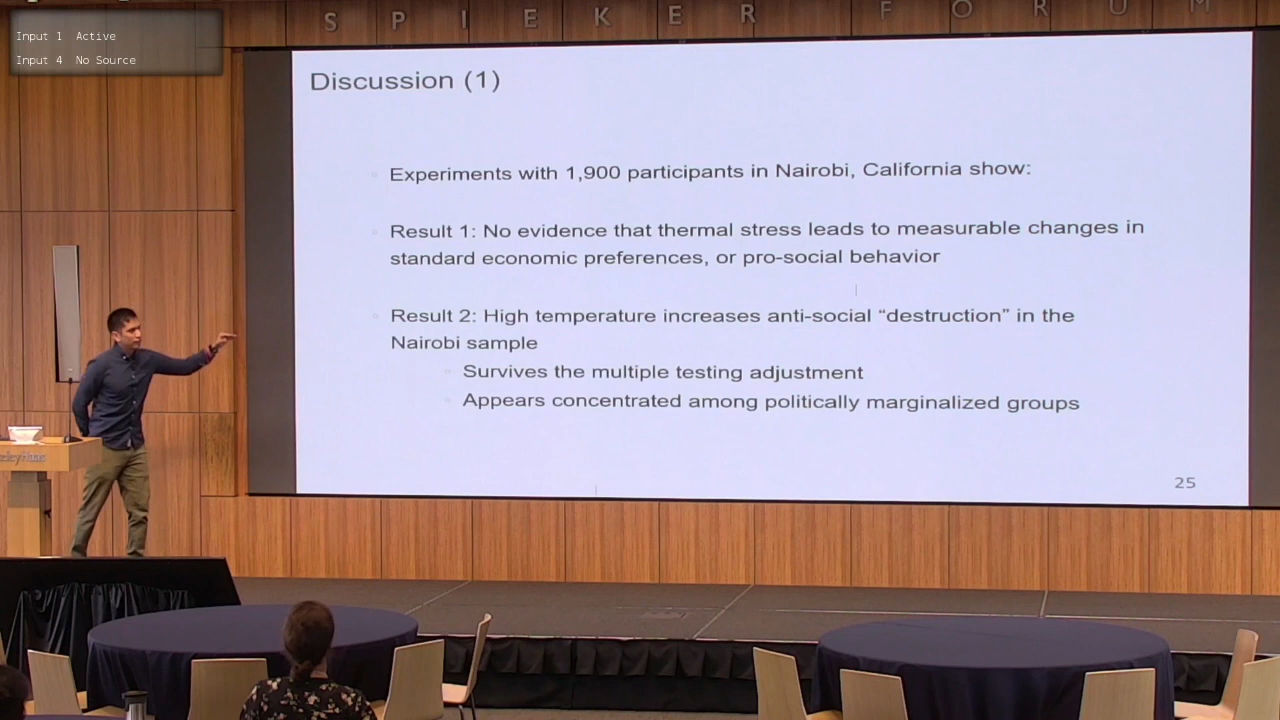 SPIEKER FORUM
Input 1 Active
Input 4 No Source
Discussion (1)
Experiments with 1,900 participants in Nairobi, California show:
Result 1: No evidence that thermal stress leads to measurable changes in
standard economic preferences, or pro-social behavior
Result 2: High temperature increases anti-social “destruction” in the
Nairobi sample
Survives the multiple testing adjustment
Appears concentrated among politically marginalized groups
25